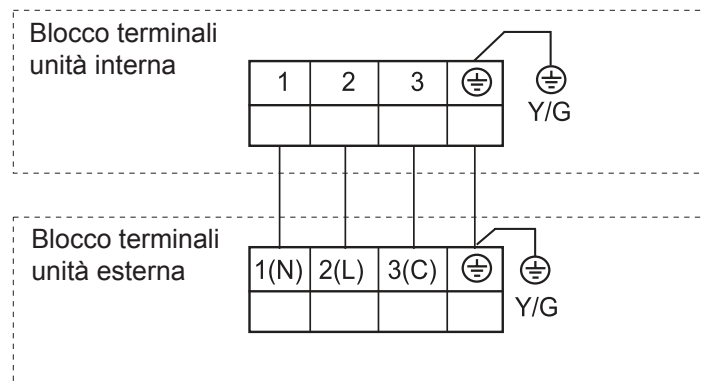 Blocco terminali
unità interna
1 2 3
Y/G
Blocco terminali
unità esterna
1(N) 2(L) 3(C)
Y/G